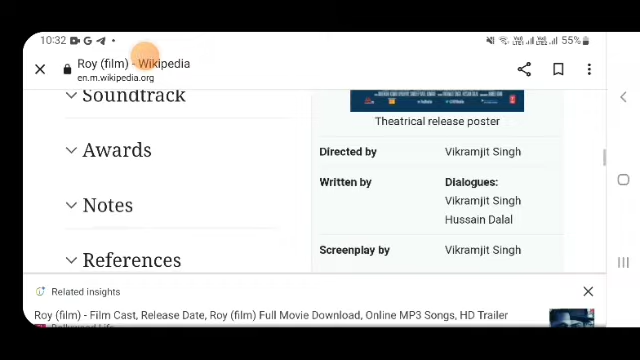 10:32
55%
Roy (film) - Wikipedia
en.m.wikipedia.org
Soundtrack
Awards
Notes
References
Theatrical release poster
Directed by Vikramjit Singh
Written by Dialogues:
Vikramjit Singh
Hussain Dalal
Screenplay by Vikramjit Singh
Related insights
Roy (film) - Film Cast, Release Date, Roy (film) Full Movie Download, Online MP3 Songs, HD Trailer
Bollywood Life